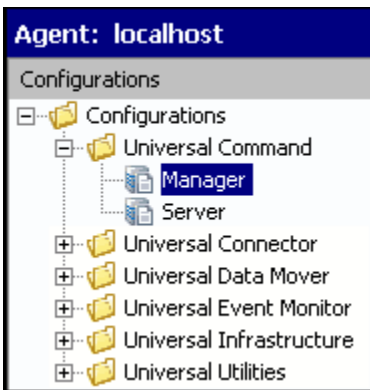 Agent: localhost
Configurations
Configurations
Universal Command
Manager
Server
Universal Connector
Universal Data Mover
Universal Event Monitor
Universal Infrastructure
Universal Utilities